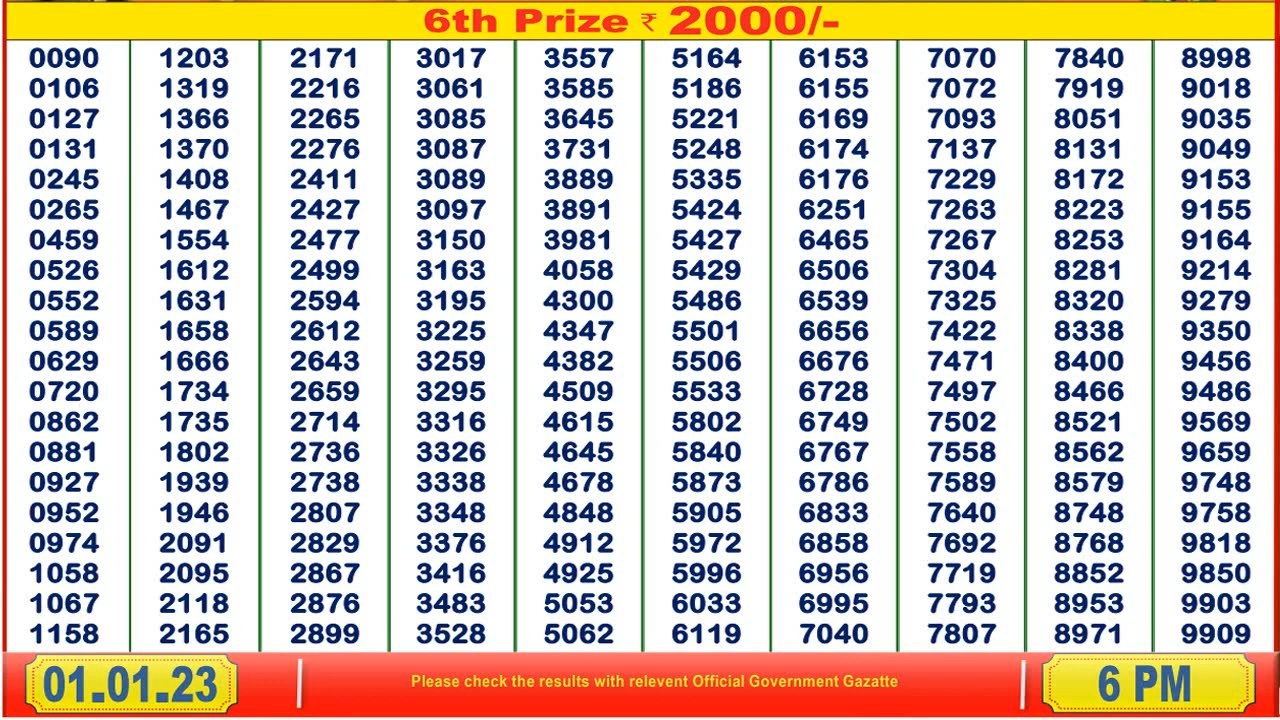 6th Prize ₹ 2000/-
0090 1203 2171 3017 3557 5164 6153 7070 7840 8998
0106 1319 2216 3061 3585 5186 6155 7072 7919 9018
0127 1366 2265 3085 3645 5221 6169 7093 8051 9035
0131 1370 2276 3087 3731 5248 6174 7137 8131 9049
0245 1408 2411 3089 3889 5335 6176 7229 8172 9153
0265 1467 2427 3097 3891 5424 6251 7263 8223 9155
0459 1554 2477 3150 3981 5427 6465 7267 8253 9164
0526 1612 2499 3163 4058 5429 6506 7304 8281 9214
0552 1631 2594 3195 4300 5486 6539 7325 8320 9279
0589 1658 2612 3225 4347 5501 6656 7422 8338 9350
0629 1666 2643 3259 4382 5506 6676 7471 8400 9456
0720 1734 2659 3295 4509 5533 6728 7497 8466 9486
0862 1735 2714 3316 4615 5802 6749 7502 8521 9569
0881 1802 2736 3326 4645 5840 6767 7558 8562 9659
0927 1939 2738 3338 4678 5873 6786 7589 8579 9748
0952 1946 2807 3348 4848 5905 6833 7640 8748 9758
0974 2091 2829 3376 4912 5972 6858 7692 8768 9818
1058 2095 2867 3416 4925 5996 6956 7719 8852 9850
1067 2118 2876 3483 5053 6033 6995 7793 8953 9903
1158 2165 2899 3528 5062 6119 7040 7807 8971 9909
01.01.23 Please check the results with relevent Official Government Gazatte 6 PM